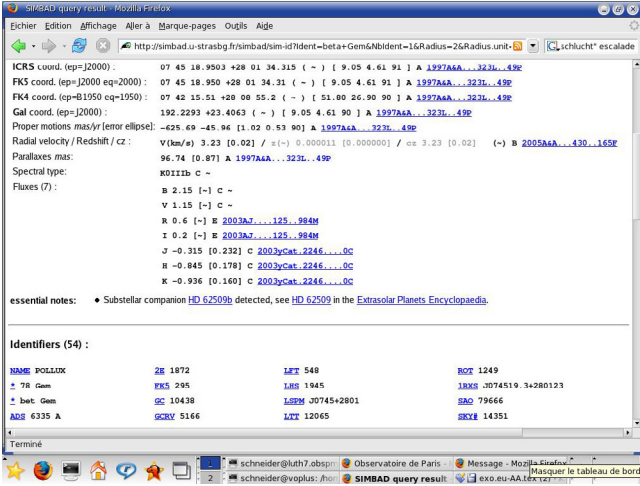 SIMBAD query result - Mozilla Firefox
Fichier Edition Affichage Aller à Marque-pages Outils Aide
http://simbad.u-strasbg.fr/simbad/sim-id?Ident=beta+Gem&NbIdent=1&Radius=2&Radius.unit= schlucht" escalade
ICRS coord. (ep=J2000) : 07 45 18.9503 +28 01 34.315 ( ~ ) [ 9.05 4.61 91 ] A 1997A&A...323L..49P
FK5 coord. (ep=J2000 eq=2000) : 07 45 18.950 +28 01 34.31 ( ~ ) [ 9.05 4.61 91 ] A 1997A&A...323L..49P
FK4 coord. (ep=B1950 eq=1950) : 07 42 15.51 +28 08 55.2 ( ~ ) [ 51.80 26.90 90 ] A 1997A&A...323L..49P
Gal coord. (ep=J2000) : 192.2293 +23.4063 ( ~ ) [ 9.05 4.61 90 ] A 1997A&A...323L..49P
Proper motions mas/yr [error ellipse]: -625.69 -45.96 [1.02 0.53 90] A 1997A&A...323L..49P
Radial velocity / Redshift / cz : V(km/s) 3.23 [0.02] / z(~) 0.000011 [0.000000] / cz 3.23 [0.02] (~) B 2005A&A...430..165F
Parallaxes mas: 96.74 [0.87] A 1997A&A...323L..49P
Spectral type: K0IIIb C ~
Fluxes (7) : B 2.15 [~] C ~
V 1.15 [~] C ~
R 0.6 [~] E 2003AJ....125..984M
I 0.2 [~] E 2003AJ....125..984M
J -0.315 [0.232] C 2003yCat.2246....0C
H -0.845 [0.178] C 2003yCat.2246....0C
K -0.936 [0.160] C 2003yCat.2246....0C
essential notes: • Substellar companion HD 62509b detected, see HD 62509 in the Extrasolar Planets Encyclopaedia.
Identifiers (54) :
NAME POLLUX 2E 1872 LFT 548 ROT 1249
* 78 Gem FK5 295 LHS 1945 1RXS J074519.3+280123
* bet Gem GC 10438 LSPM J0745+2801 SAO 79666
ADS 6335 A GCRV 5166 LTT 12065 SKY# 14351
Terminé
1 schneider@luth7.obspm Observatoire de Paris - Message - Mozilla Firefox
Masquer le tableau de bord
2 schneider@voplus: /hom SIMBAD query result exo.eu-AA.tex